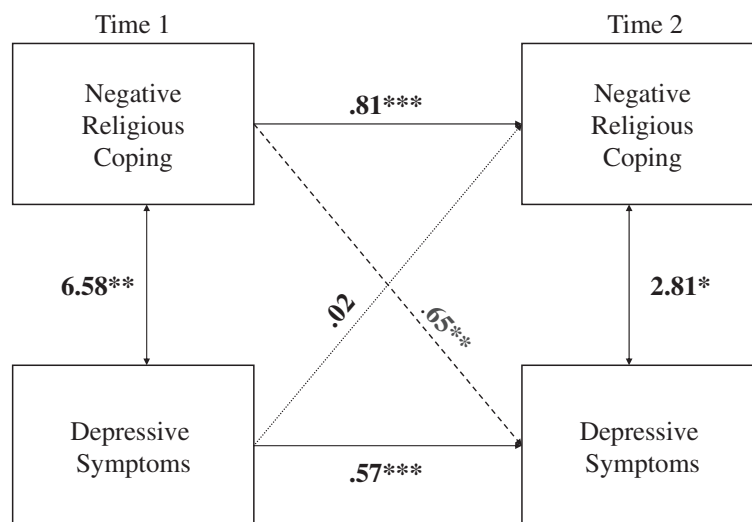 Time 1
Time 2
Negative
Religious
Coping
.81***
Negative
Religious
Coping
6.58**
.02
.65**
2.81*
Depressive
Symptoms
.57***
Depressive
Symptoms